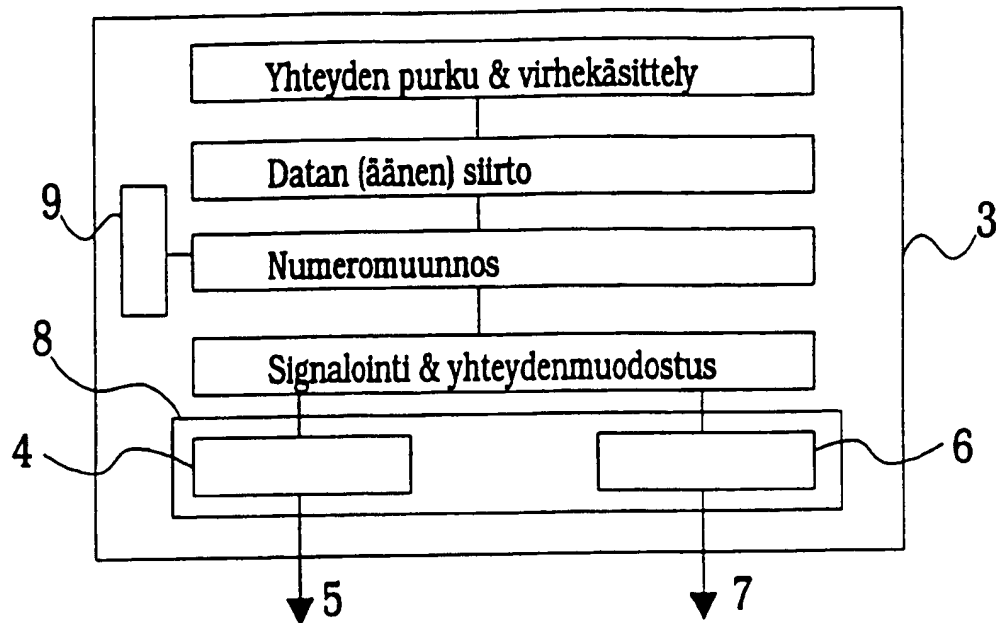 Yhteyden purku & virhekäsittely
Datan (äänen) siirto
9
3
Numeromuunnos
8
Signalointi & yhteydenmuodostus
4
6
5
7